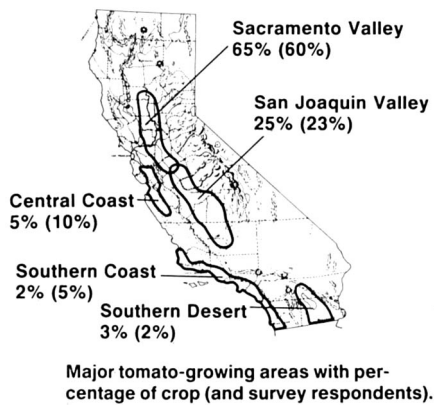 Sacramento Valley
65% (60%)
San Joaquin Valley
25% (23%)
Central Coast
5% (10%)
Southern Coast
2% (5%)
Southern Desert
3% (2%)
Major tomato-growing areas with per-
centage of crop (and survey respondents).